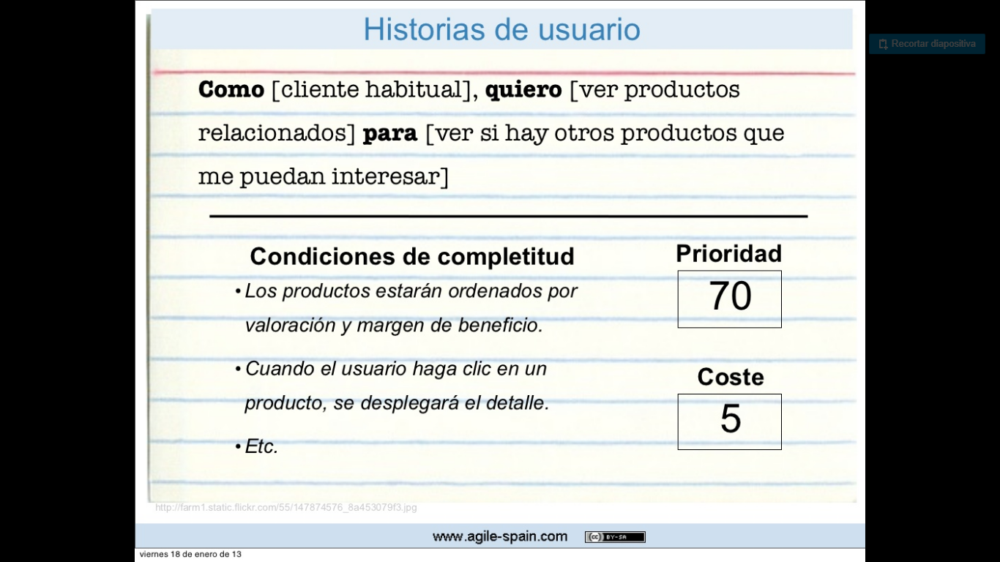 Historias de usuario
Recortar diapositiva
Como [cliente habitual], quiero [ver productos
relacionados] para [ver si hay otros productos que
me puedan interesar]
Condiciones de completitud
• Los productos estarán ordenados por
valoración y margen de beneficio.
• Cuando el usuario haga clic en un
producto, se desplegará el detalle.
• Etc.
Prioridad
70
Coste
5
http://farm1.static.flickr.com/55/147874576_8a453079f3.jpg
www.agile-spain.com
cc BY-SA
viernes 18 de enero de 13